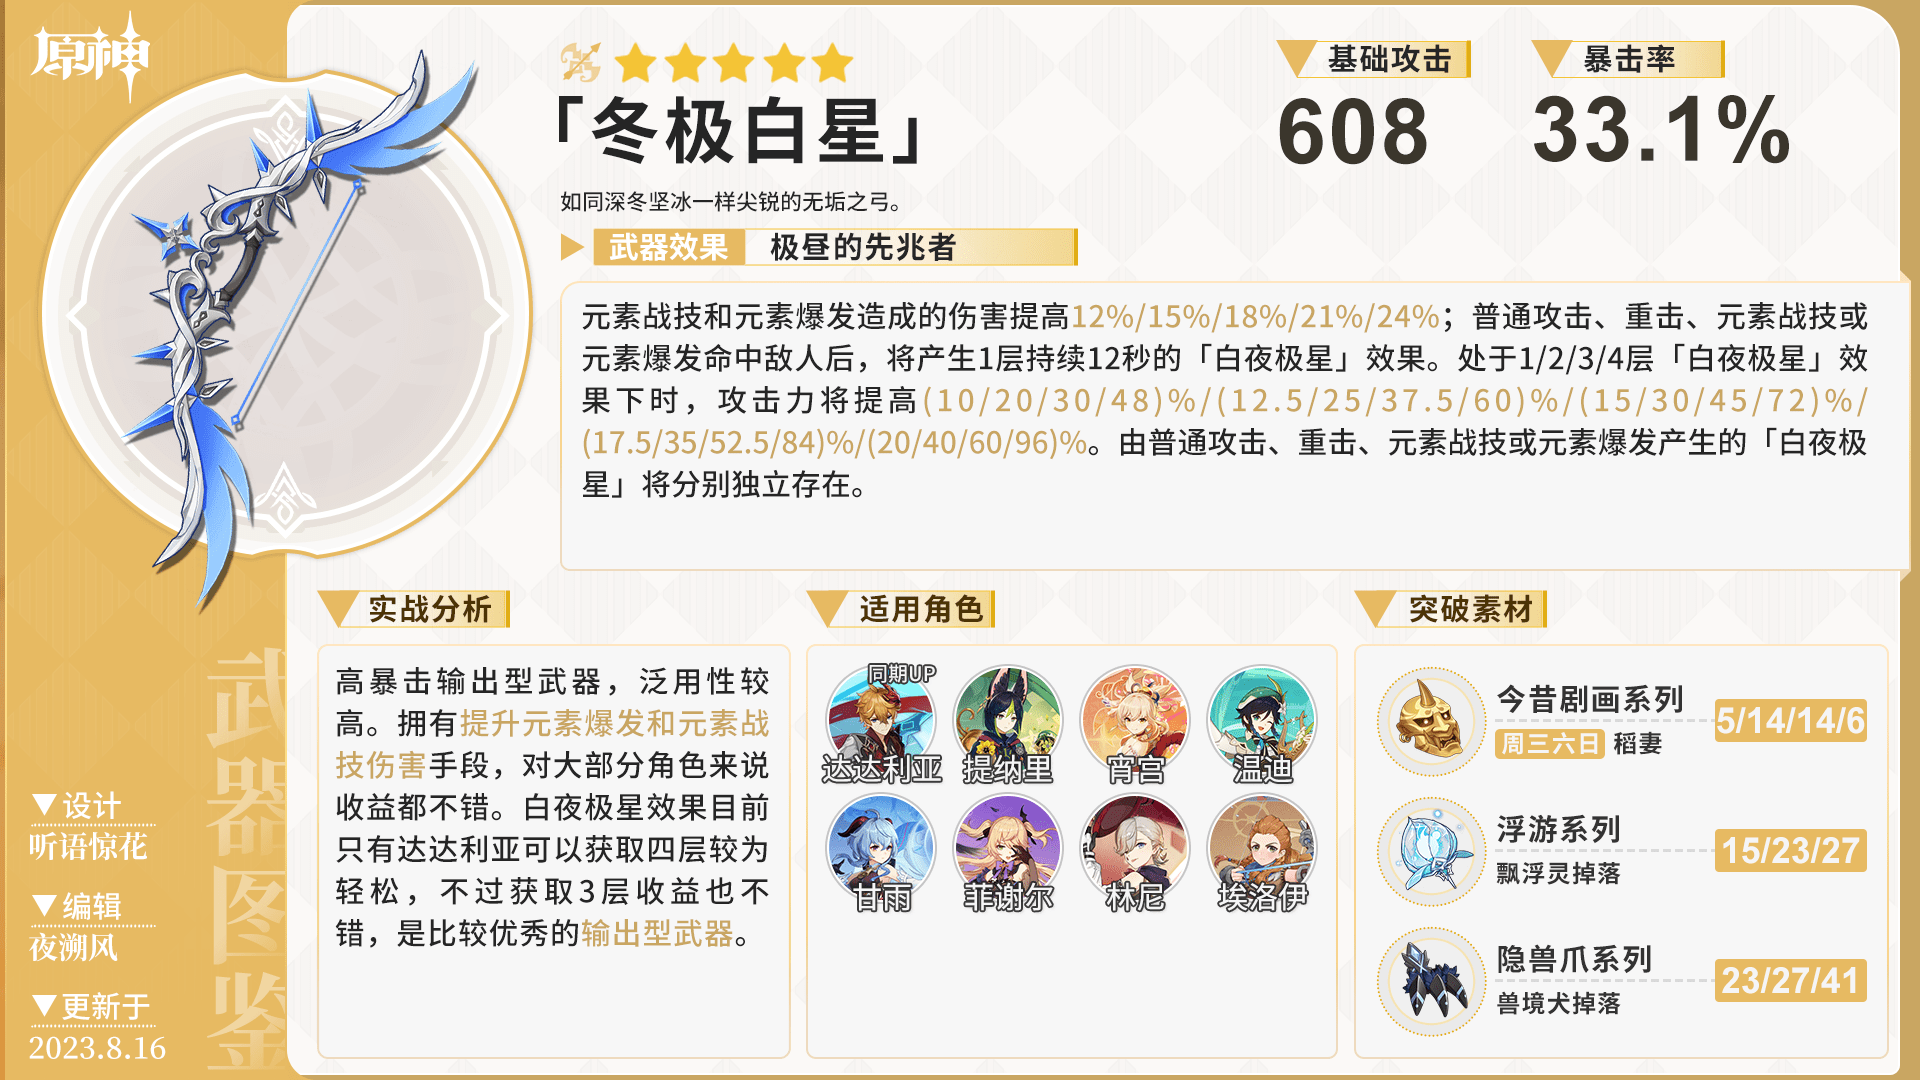 原神
「冬极白星」
基础攻击
608
暴击率
33.1%
如同深冬坚冰一样尖锐的无垢之弓。
武器效果 极昼的先兆者
元素战技和元素爆发造成的伤害提高12%/15%/18%/21%/24%；普通攻击、重击、元素战技或
元素爆发命中敌人后，将产生1层持续12秒的「白夜极星」效果。处于1/2/3/4层「白夜极星」效
果下时，攻击力将提高(10/20/30/48)%/(12.5/25/37.5/60)%/(15/30/45/72)%/
(17.5/35/52.5/84)%/(20/40/60/96)%。由普通攻击、重击、元素战技或元素爆发产生的「白夜极
星」将分别独立存在。
实战分析
高暴击输出型武器，泛用性较
高。拥有提升元素爆发和元素战
技伤害手段，对大部分角色来说
收益都不错。白夜极星效果目前
只有达达利亚可以获取四层较为
轻松，不过获取3层收益也不
错，是比较优秀的输出型武器。
适用角色
同期UP
达达利亚 提纳里 宵宫 温迪
甘雨 菲谢尔 林尼 埃洛伊
突破素材
今昔剧画系列
周三六日 稻妻
5/14/14/6
浮游系列
飘浮灵掉落
15/23/27
隐兽爪系列
兽境犬掉落
23/27/41
武器图鉴
▼设计
听语惊花
▼编辑
夜溯风
▼更新于
2023.8.16